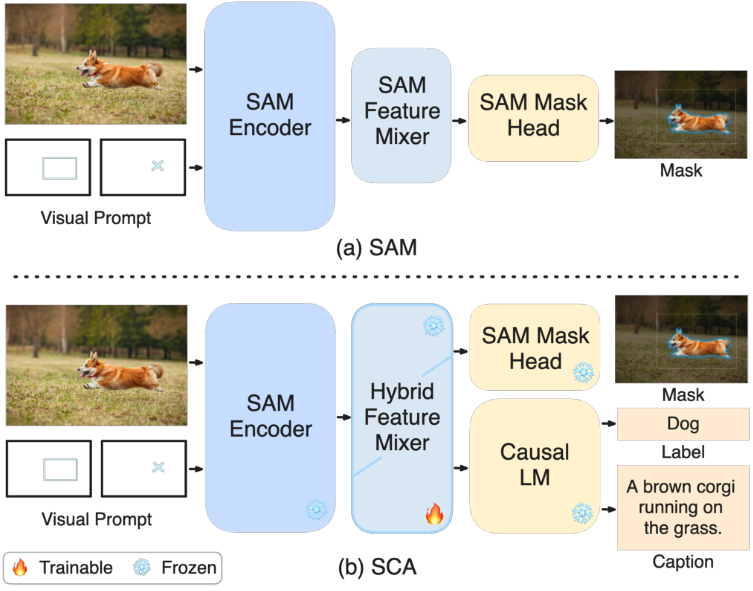 SAM
Encoder
SAM
Feature
Mixer
SAM Mask
Head
Mask
Visual Prompt
(a) SAM
SAM
Encoder
Hybrid
Feature
Mixer
SAM Mask
Head
Mask
Causal
LM
Dog
Label
A brown corgi
running on
the grass.
Caption
Visual Prompt
Trainable
Frozen
(b) SCA